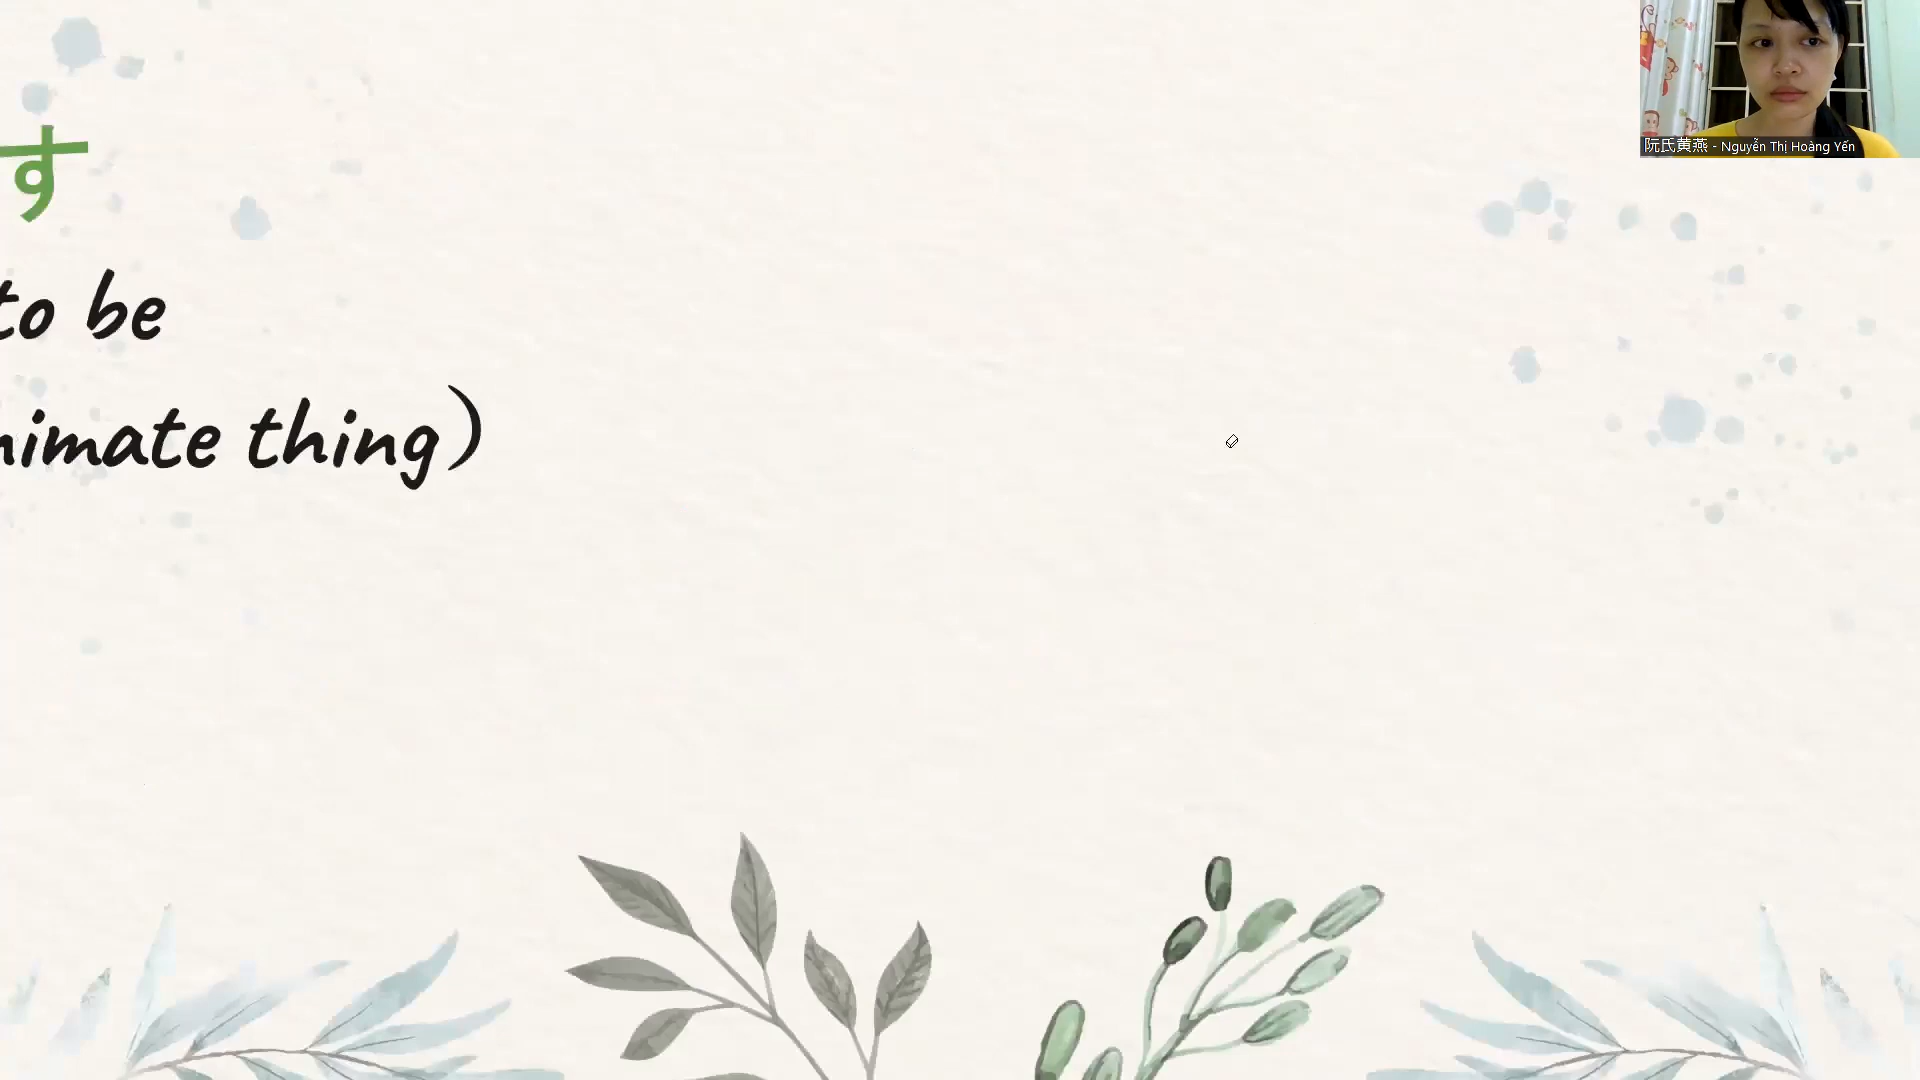 す
to be
nimate thing)
阮氏黄燕 - Nguyễn Thị Hoàng Yến